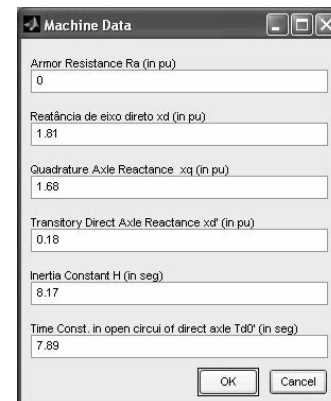 Machine Data
Armor Resistance Ra (in pu)
0
Reatância de eixo direto xd (in pu)
1.81
Quadrature Axle Reactance xq (in pu)
1.68
Transitory Direct Axle Reactance xd' (in pu)
0.18
Inertia Constant H (in seg)
8.17
Time Const. in open circui of direct axle Td0' (in seg)
7.89
OK Cancel